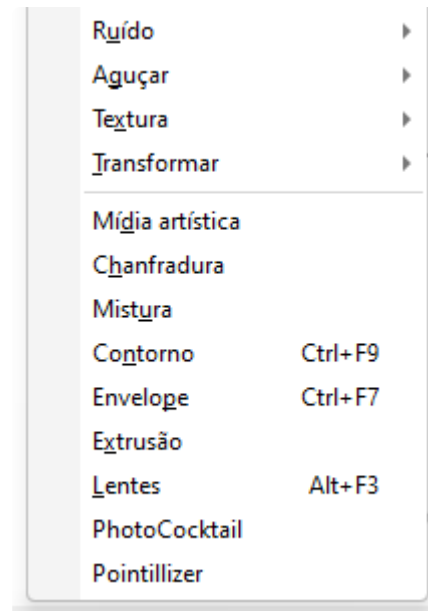 Ruído
Aguçar
Textura
Transformar
Mídia artística
Chanfradura
Mistura
Contorno Ctrl+F9
Envelope Ctrl+F7
Extrusão
Lentes Alt+F3
PhotoCocktail
Pointillizer